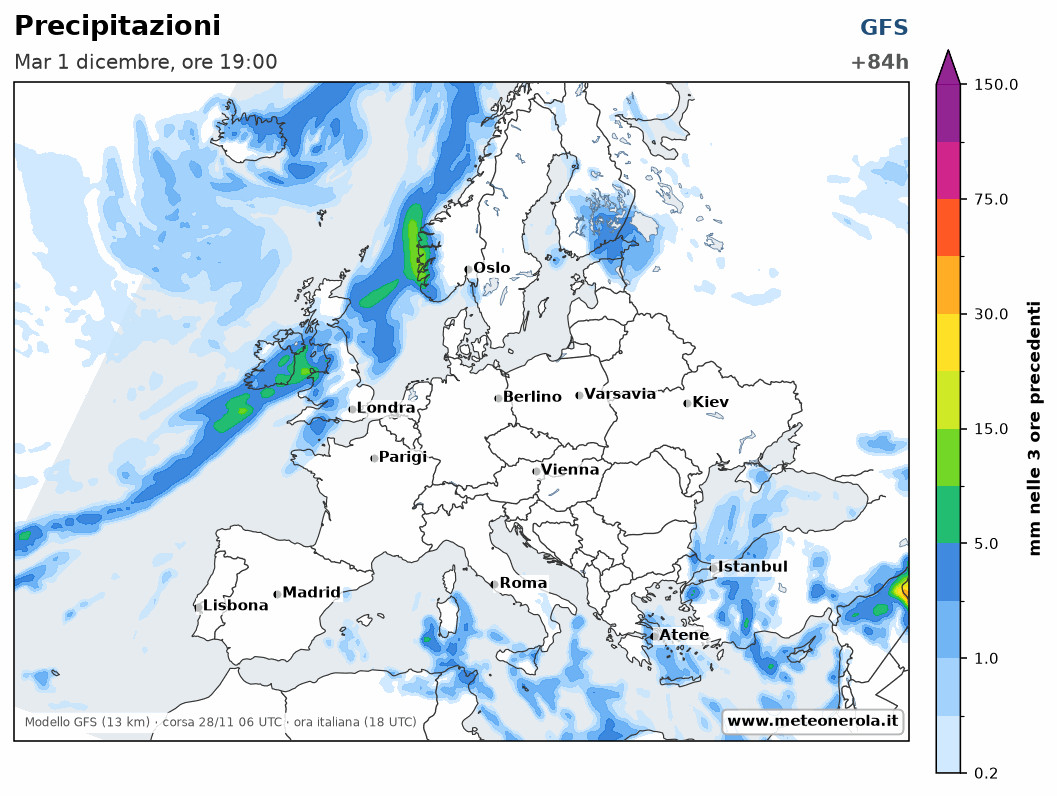 Precipitazioni
GFS
Mar 1 dicembre, ore 19:00
+84h
150.0
75.0
30.0
15.0
5.0
1.0
0.2
mm nelle 3 ore precedenti
Oslo
Londra
Berlino
Varsavia
Kiev
Parigi
Vienna
Istanbul
Roma
Madrid
Lisbona
Atene
Modello GFS (13 km) · corsa 28/11 06 UTC · ora italiana (18 UTC)
www.meteonerola.it